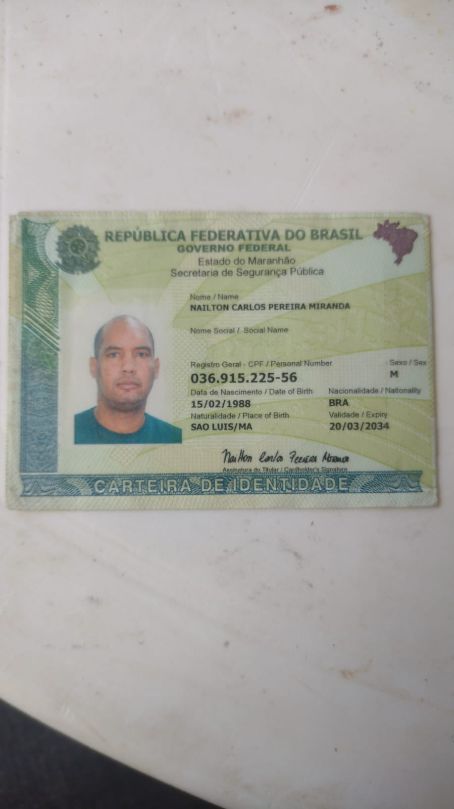 REPÚBLICA FEDERATIVA DO BRASIL
GOVERNO FEDERAL
Estado do Maranhão
Secretaria de Segurança Pública
Nome / Name
NAILTON CARLOS PEREIRA MIRANDA
Nome Social / Social Name
Registro Geral - CPF / Personal Number Sexo / Sex
036.915.225-56 M
Data de Nascimento / Date of Birth Nacionalidade / Nationality
15/02/1988 BRA
Naturalidade / Place of Birth Validade / Expiry
SAO LUIS/MA 20/03/2034
Nailton Carlos Pereira Miranda
Assinatura do Titular / Cardholder's Signature
CARTEIRA DE IDENTIDADE